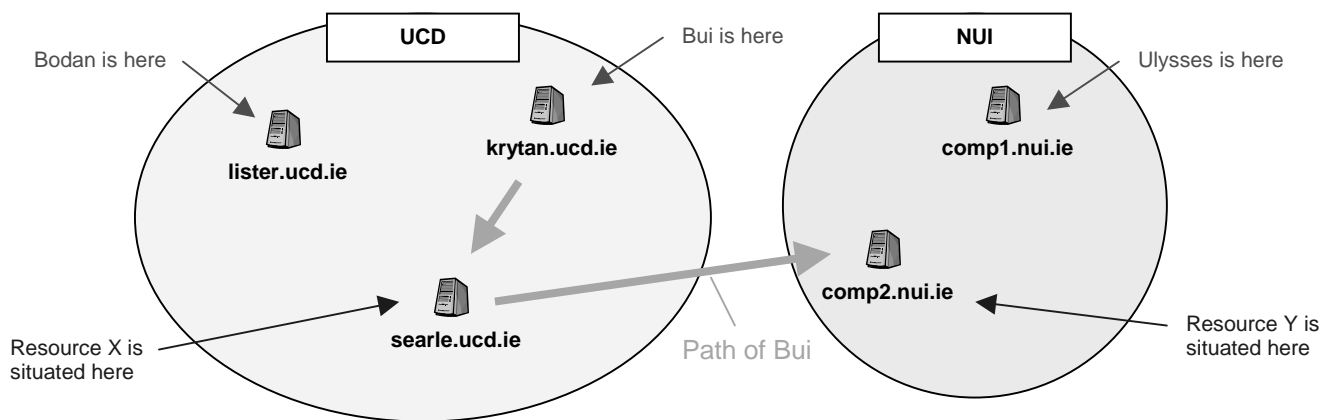 UCD
NUI
Bodan is here
Bui is here
Ulysses is here
lister.ucd.ie
krytan.ucd.ie
comp1.nui.ie
searle.ucd.ie
comp2.nui.ie
Resource X is
situated here
Path of Bui
Resource Y is
situated here